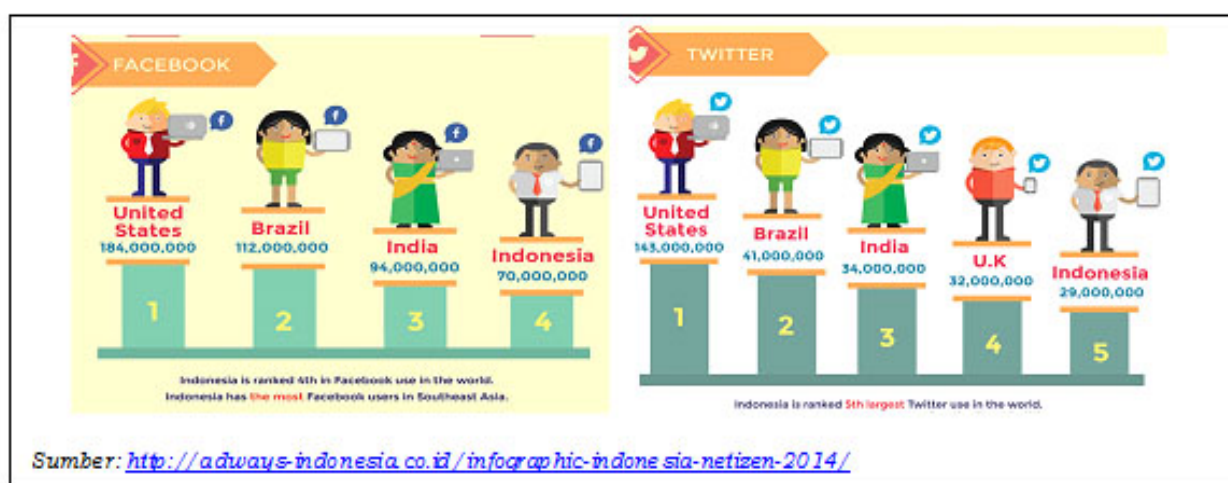 FACEBOOK
United States
184,000,000
Brazil
112,000,000
India
94,000,000
Indonesia
70,000,000
1
2
3
4
Indonesia is ranked 4th in Facebook use in the world.
Indonesia has the most Facebook users in Southeast Asia.
TWITTER
United States
143,000,000
Brazil
41,000,000
India
34,000,000
U.K
32,000,000
Indonesia
29,000,000
1
2
3
4
5
Indonesia is ranked 5th largest Twitter use in the world.
Sumber: http://adways-indonesia.co.id/infographic-indonesia-netizen-2014/